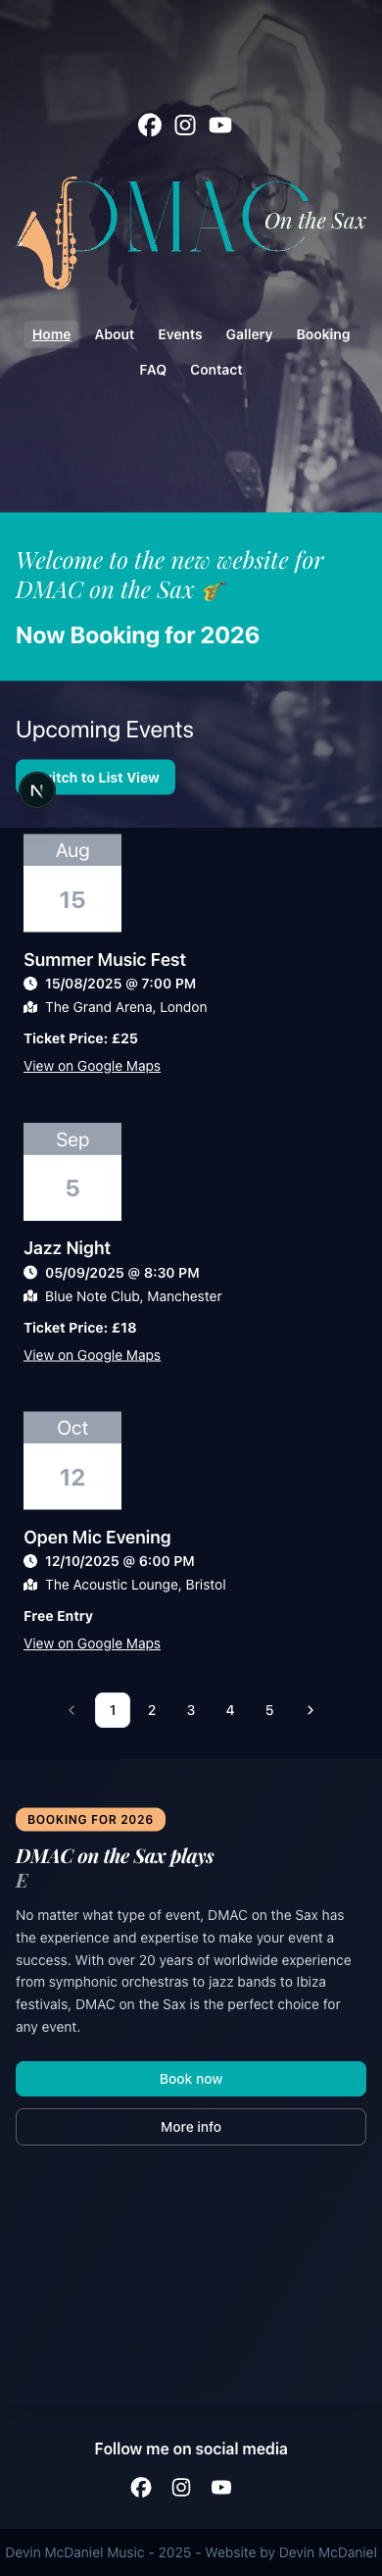 DMAC
On the Sax
Home About Events Gallery Booking
FAQ Contact
Welcome to the new website for
DMAC on the Sax 🎷
Now Booking for 2026
Upcoming Events
to List View
N
Aug
15
Summer Music Fest
15/08/2025 @ 7:00 PM
The Grand Arena, London
Ticket Price: £25
View on Google Maps
Sep
5
Jazz Night
05/09/2025 @ 8:30 PM
Blue Note Club, Manchester
Ticket Price: £18
View on Google Maps
Oct
12
Open Mic Evening
12/10/2025 @ 6:00 PM
The Acoustic Lounge, Bristol
Free Entry
View on Google Maps
1 2 3 4 5
BOOKING FOR 2026
DMAC on the Sax plays
E
No matter what type of event, DMAC on the Sax has
the experience and expertise to make your event a
success. With over 20 years of worldwide experience
from symphonic orchestras to jazz bands to Ibiza
festivals, DMAC on the Sax is the perfect choice for
any event.
Book now
More info
Follow me on social media
Devin McDaniel Music - 2025 - Website by Devin McDaniel